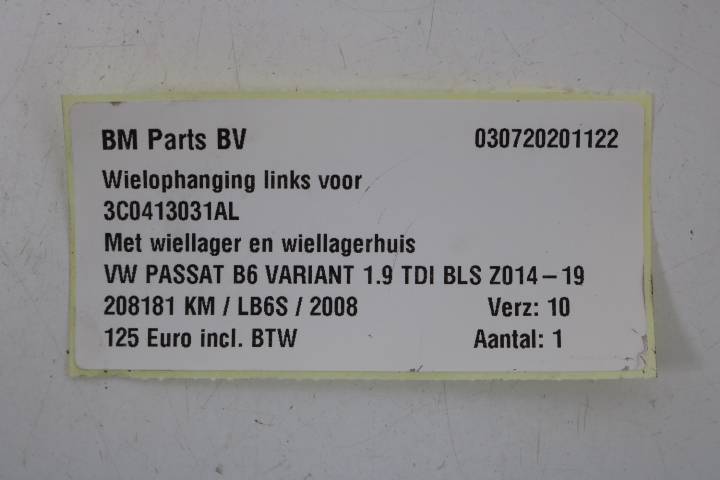 BM Parts BV 030720201122
Wielophanging links voor
3C0413031AL
Met wiellager en wiellagerhuis
VW PASSAT B6 VARIANT 1.9 TDI BLS Z014-19
208181 KM / LB6S / 2008 Verz: 10
125 Euro incl. BTW Aantal: 1